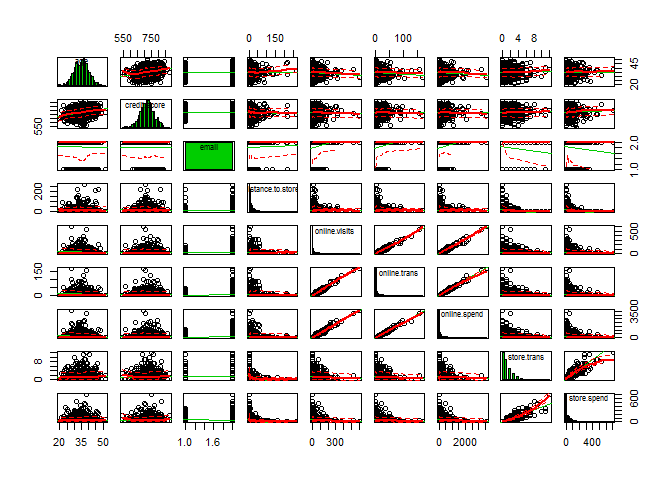 550 750
0 150
0 100
0 4 8
20 45
credit.score
550
email
1.0 2.0
stance.to.store
0 200
online.visits
0 500
online.trans
0 150
online.spend
0 3500
store.trans
0 8
store.spend
0 600
20 35 50
1.0 1.6
0 300
0 2000
0 400